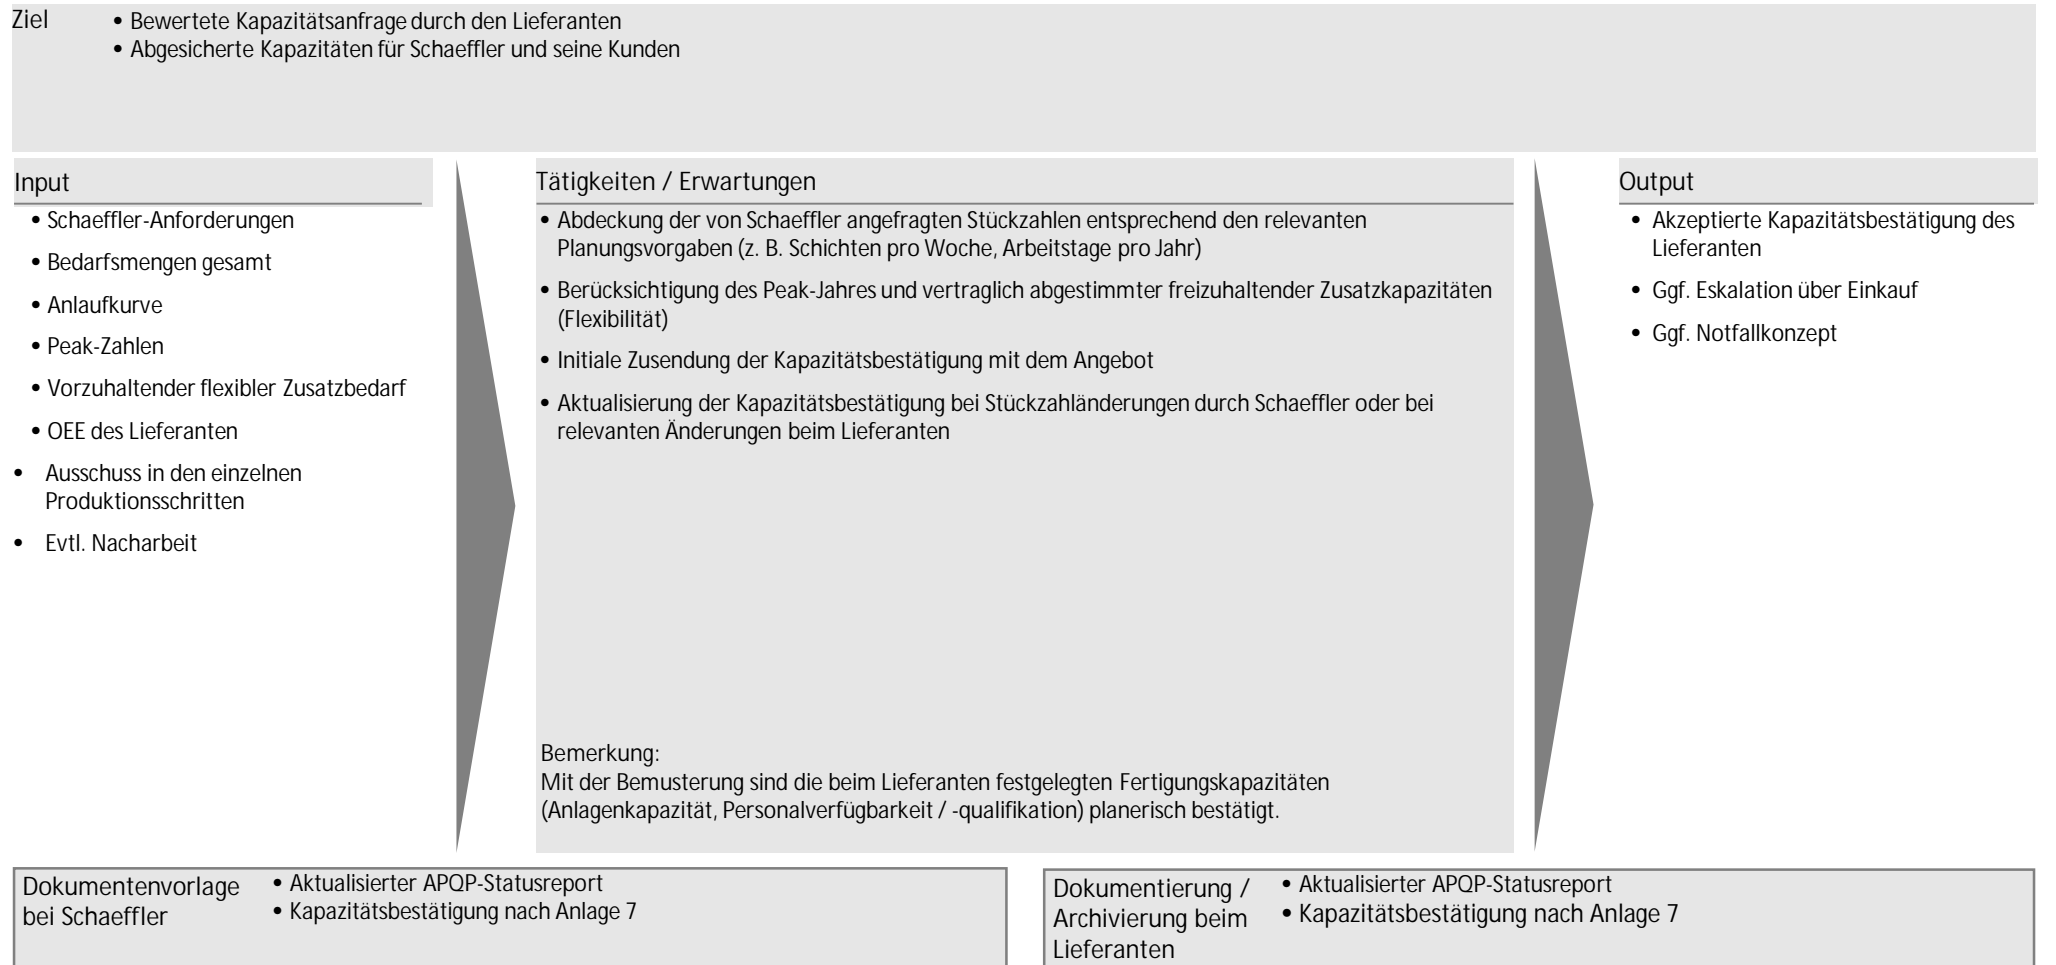 Ziel
• Bewertete Kapazitätsanfrage durch den Lieferanten
• Abgesicherte Kapazitäten für Schaeffler und seine Kunden
Input
• Schaeffler-Anforderungen
• Bedarfsmengen gesamt
• Anlaufkurve
• Peak-Zahlen
• Vorzuhaltender flexibler Zusatzbedarf
• OEE des Lieferanten
• Ausschuss in den einzelnen
Produktionsschritten
• Evtl. Nacharbeit
Tätigkeiten / Erwartungen
• Abdeckung der von Schaeffler angefragten Stückzahlen entsprechend den relevanten
Planungsvorgaben (z. B. Schichten pro Woche, Arbeitstage pro Jahr)
• Berücksichtigung des Peak-Jahres und vertraglich abgestimmter freizuhaltender Zusatzkapazitäten
(Flexibilität)
• Initiale Zusendung der Kapazitätsbestätigung mit dem Angebot
• Aktualisierung der Kapazitätsbestätigung bei Stückzahländerungen durch Schaeffler oder bei
relevanten Änderungen beim Lieferanten
Bemerkung:
Mit der Bemusterung sind die beim Lieferanten festgelegten Fertigungskapazitäten
(Anlagenkapazität, Personalverfügbarkeit / -qualifikation) planerisch bestätigt.
Output
• Akzeptierte Kapazitätsbestätigung des
Lieferanten
• Ggf. Eskalation über Einkauf
• Ggf. Notfallkonzept
Dokumentenvorlage
bei Schaeffler
• Aktualisierter APQP-Statusreport
• Kapazitätsbestätigung nach Anlage 7
Dokumentierung /
Archivierung beim
Lieferanten
• Aktualisierter APQP-Statusreport
• Kapazitätsbestätigung nach Anlage 7